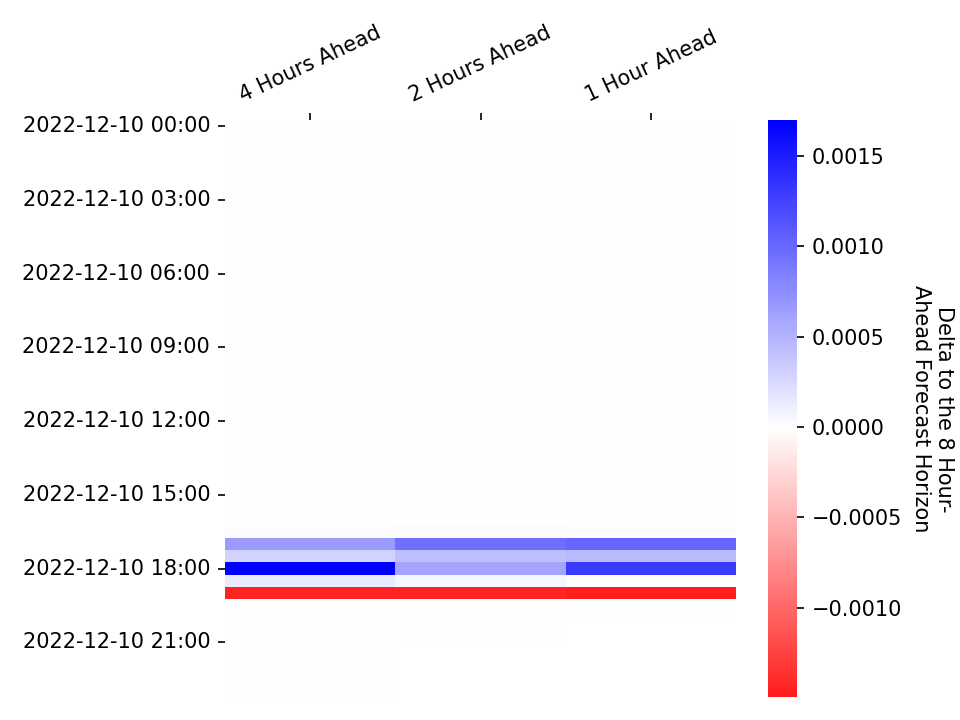 4 Hours Ahead
2 Hours Ahead
1 Hour Ahead
2022-12-10 00:00
2022-12-10 03:00
2022-12-10 06:00
2022-12-10 09:00
2022-12-10 12:00
2022-12-10 15:00
2022-12-10 18:00
2022-12-10 21:00
0.0015
0.0010
0.0005
0.0000
−0.0005
−0.0010
Delta to the 8 Hour-
Ahead Forecast Horizon